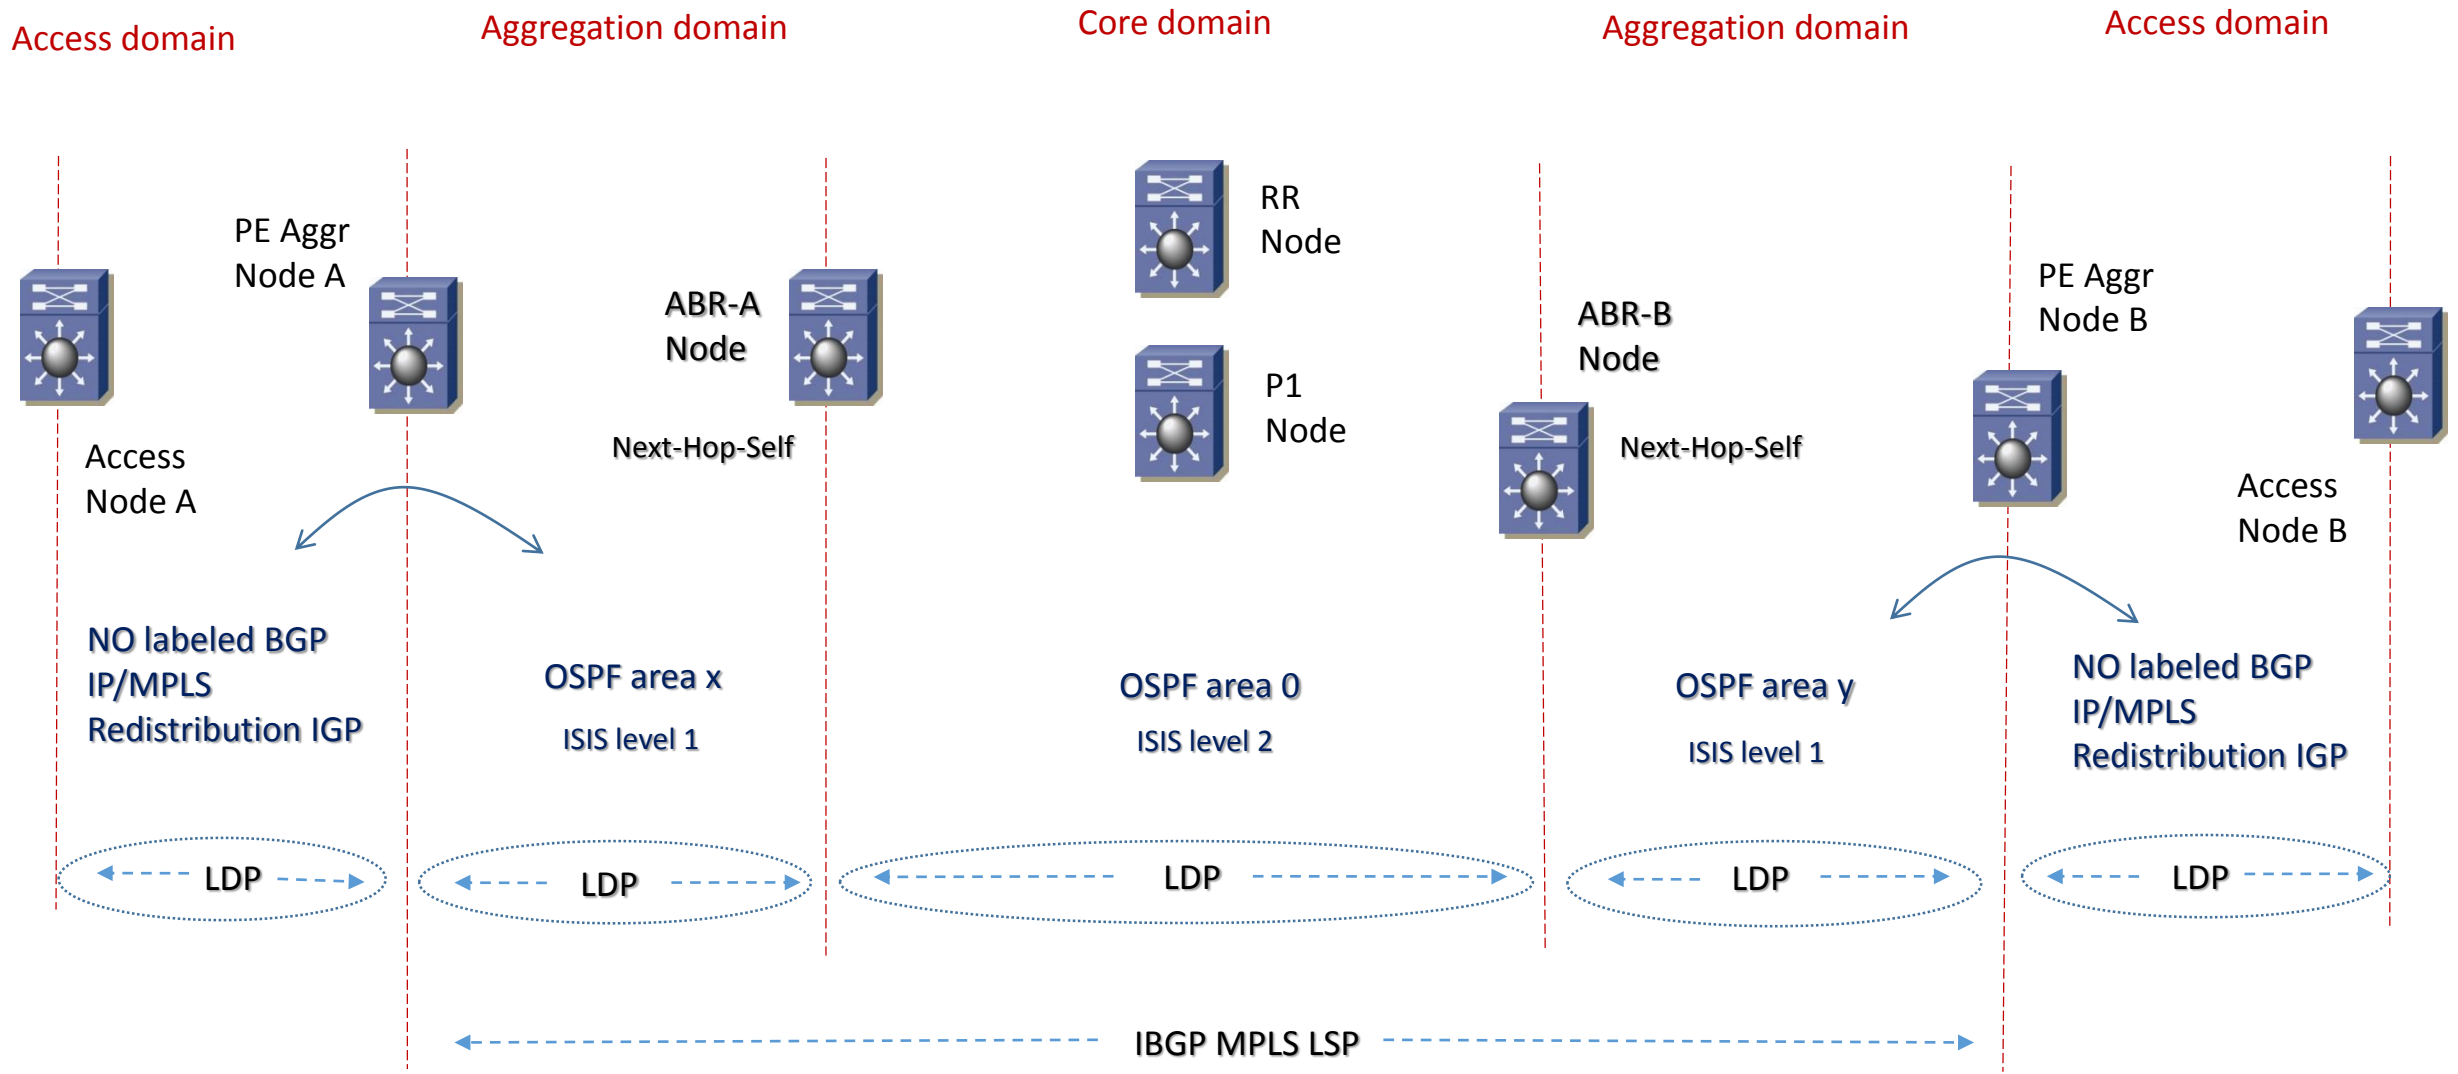 Access domain
Aggregation domain
Core domain
Aggregation domain
Access domain
PE Aggr
Node A
ABR-A
Node
Next-Hop-Self
Access
Node A
RR
Node
P1
Node
ABR-B
Node
Next-Hop-Self
PE Aggr
Node B
Access
Node B
NO labeled BGP
IP/MPLS
Redistribution IGP
OSPF area x
ISIS level 1
OSPF area 0
ISIS level 2
OSPF area y
ISIS level 1
NO labeled BGP
IP/MPLS
Redistribution IGP
LDP
LDP
LDP
LDP
LDP
IBGP MPLS LSP